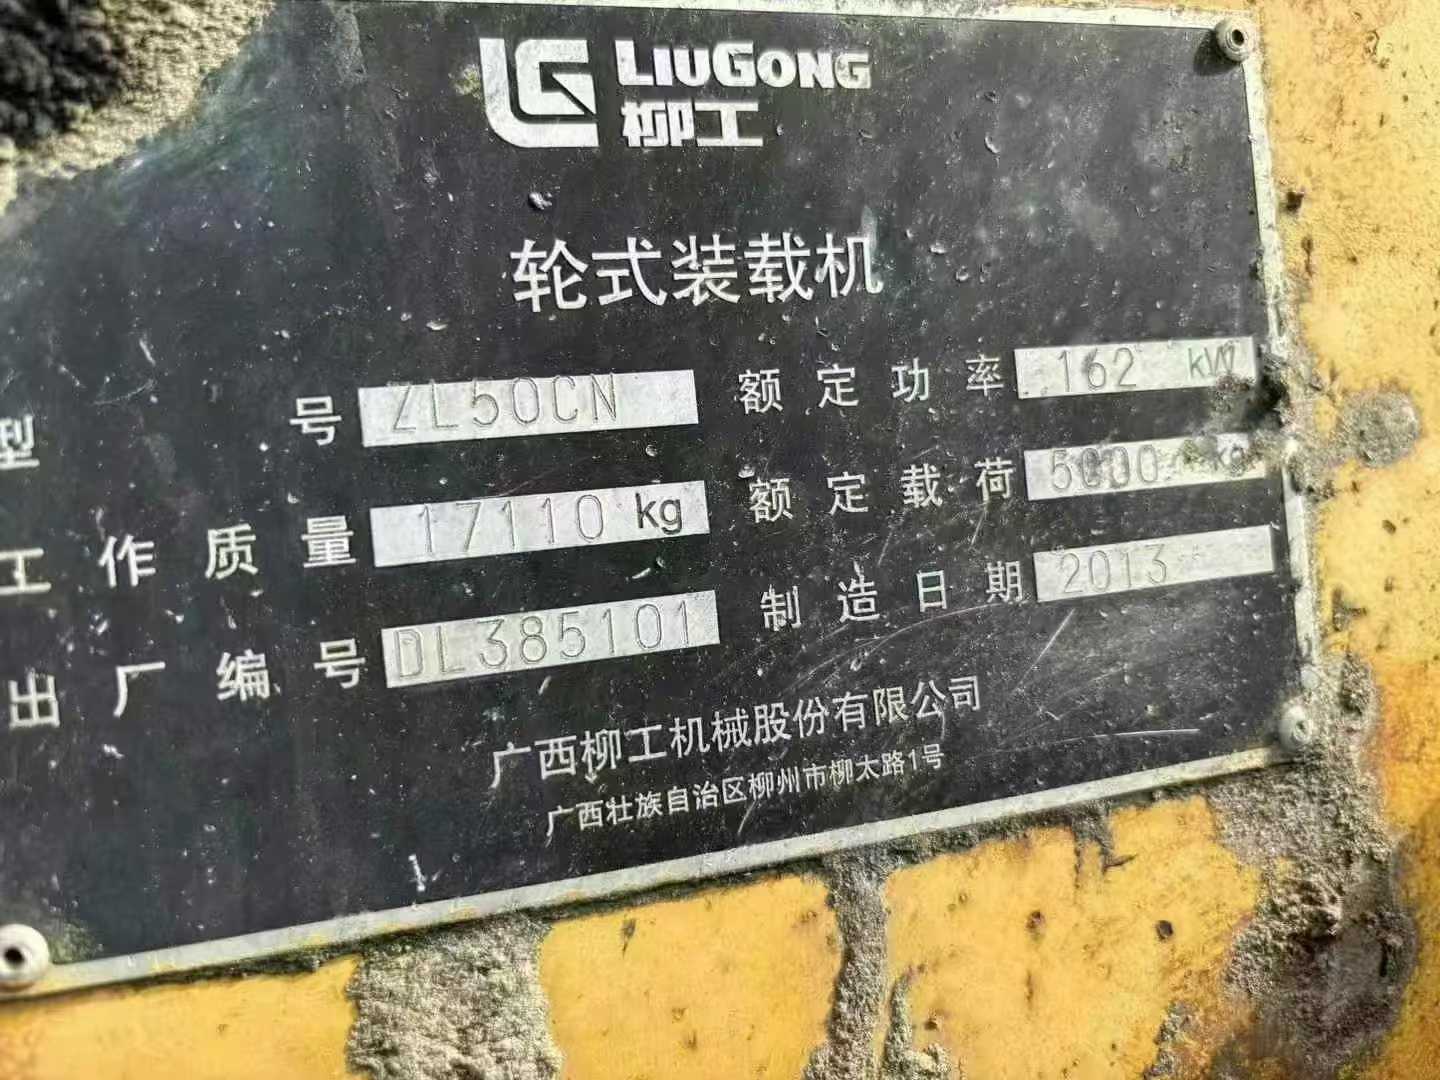 LIUGONG
柳工
轮式装载机
型号 ZL50CN 额定功率 162 kW
工作质量 17110 kg 额定载荷 5000 kg
出厂编号 DL385101 制造日期 2013
广西柳工机械股份有限公司
广西壮族自治区柳州市柳太路1号